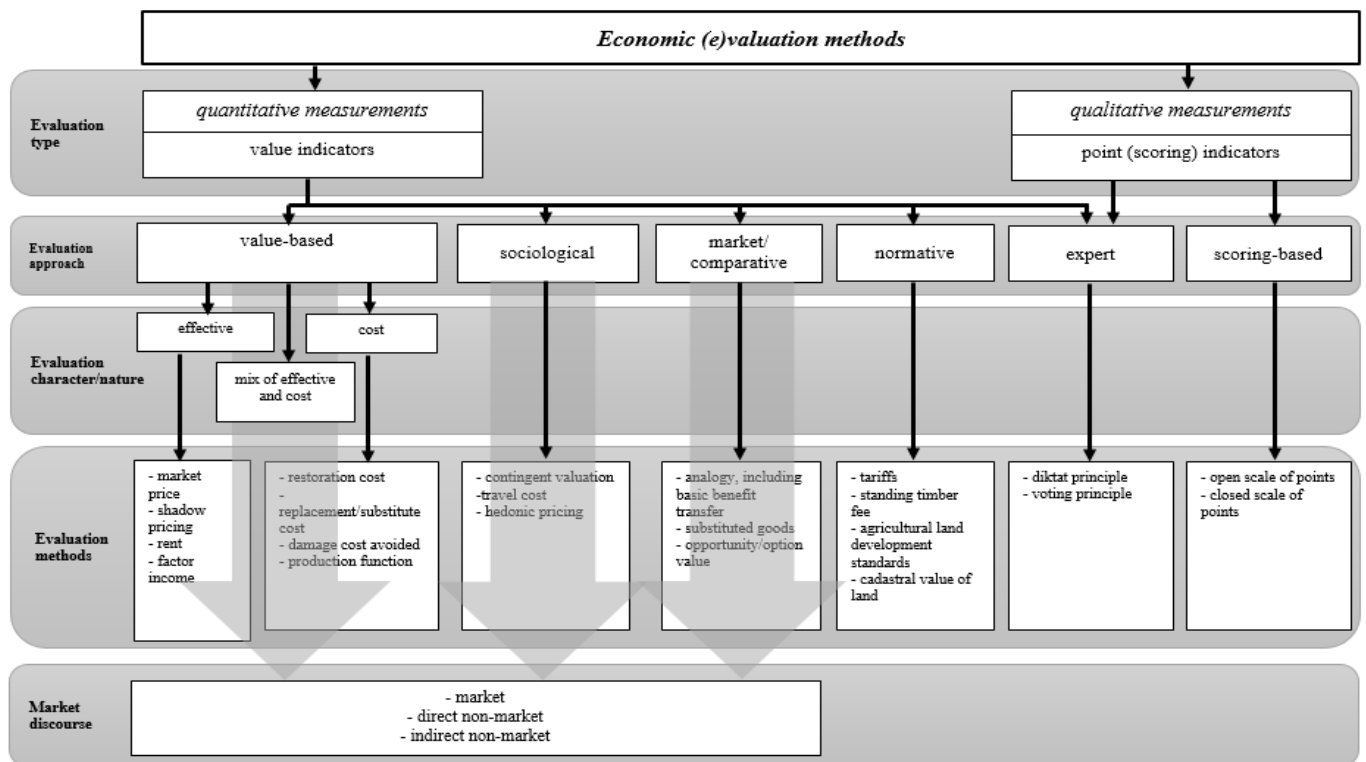 Economic (e)valuation methods
Evaluation
type
quantitative measurements
value indicators
qualitative measurements
point (scoring) indicators
Evaluation
approach
value-based
sociological
market/
comparative
normative
expert
scoring-based
Evaluation
character/nature
effective
cost
mix of effective
and cost
Evaluation
methods
- market
price
- shadow
pricing
- rent
- factor
income
- restoration cost
-
replacement/substitute
cost
- damage cost avoided
- production function
- contingent valuation
-travel cost
- hedonic pricing
- analogy, including
basic benefit
transfer
- substituted goods
- opportunity/option
value
- tariffs
- standing timber
fee
- agricultural land
development
standards
- cadastral value of
land
- diktat principle
- voting principle
- open scale of points
- closed scale of
points
Market
discourse
- market
- direct non-market
- indirect non-market